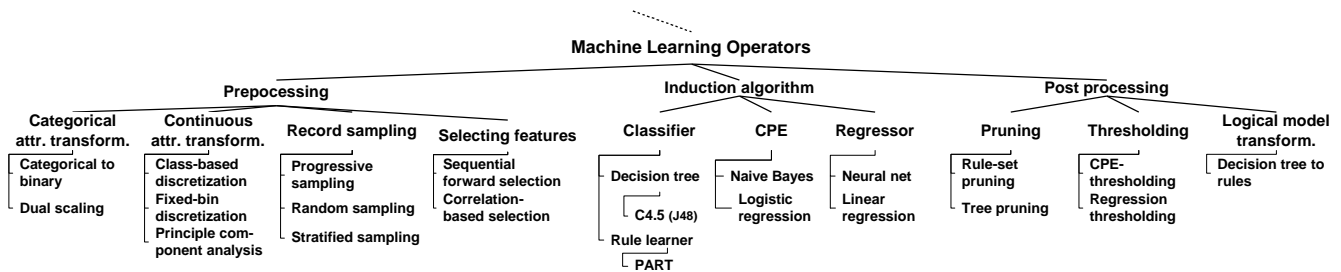 Machine Learning Operators
Prepocessing
Induction algorithm
Post processing
Categorical
attr. transform.
Categorical to
binary
Dual scaling
Continuous
attr. transform.
Class-based
discretization
Fixed-bin
discretization
Principle com-
ponent analysis
Record sampling
Progressive
sampling
Random sampling
Stratified sampling
Selecting features
Sequential
forward selection
Correlation-
based selection
Classifier
Decision tree
C4.5 (J48)
Rule learner
PART
CPE
Naive Bayes
Logistic
regression
Regressor
Neural net
Linear
regression
Pruning
Rule-set
pruning
Tree pruning
Thresholding
CPE-
thresholding
Regression
thresholding
Logical model
transform.
Decision tree to
rules